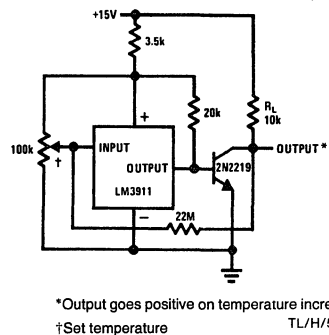 +15V
3.5k
+
20k
RL
10k
100k
†
INPUT
OUTPUT
LM3911
–
2N2219
OUTPUT*
22M
*Output goes positive on temperature incre
†Set temperature
TL/H/5